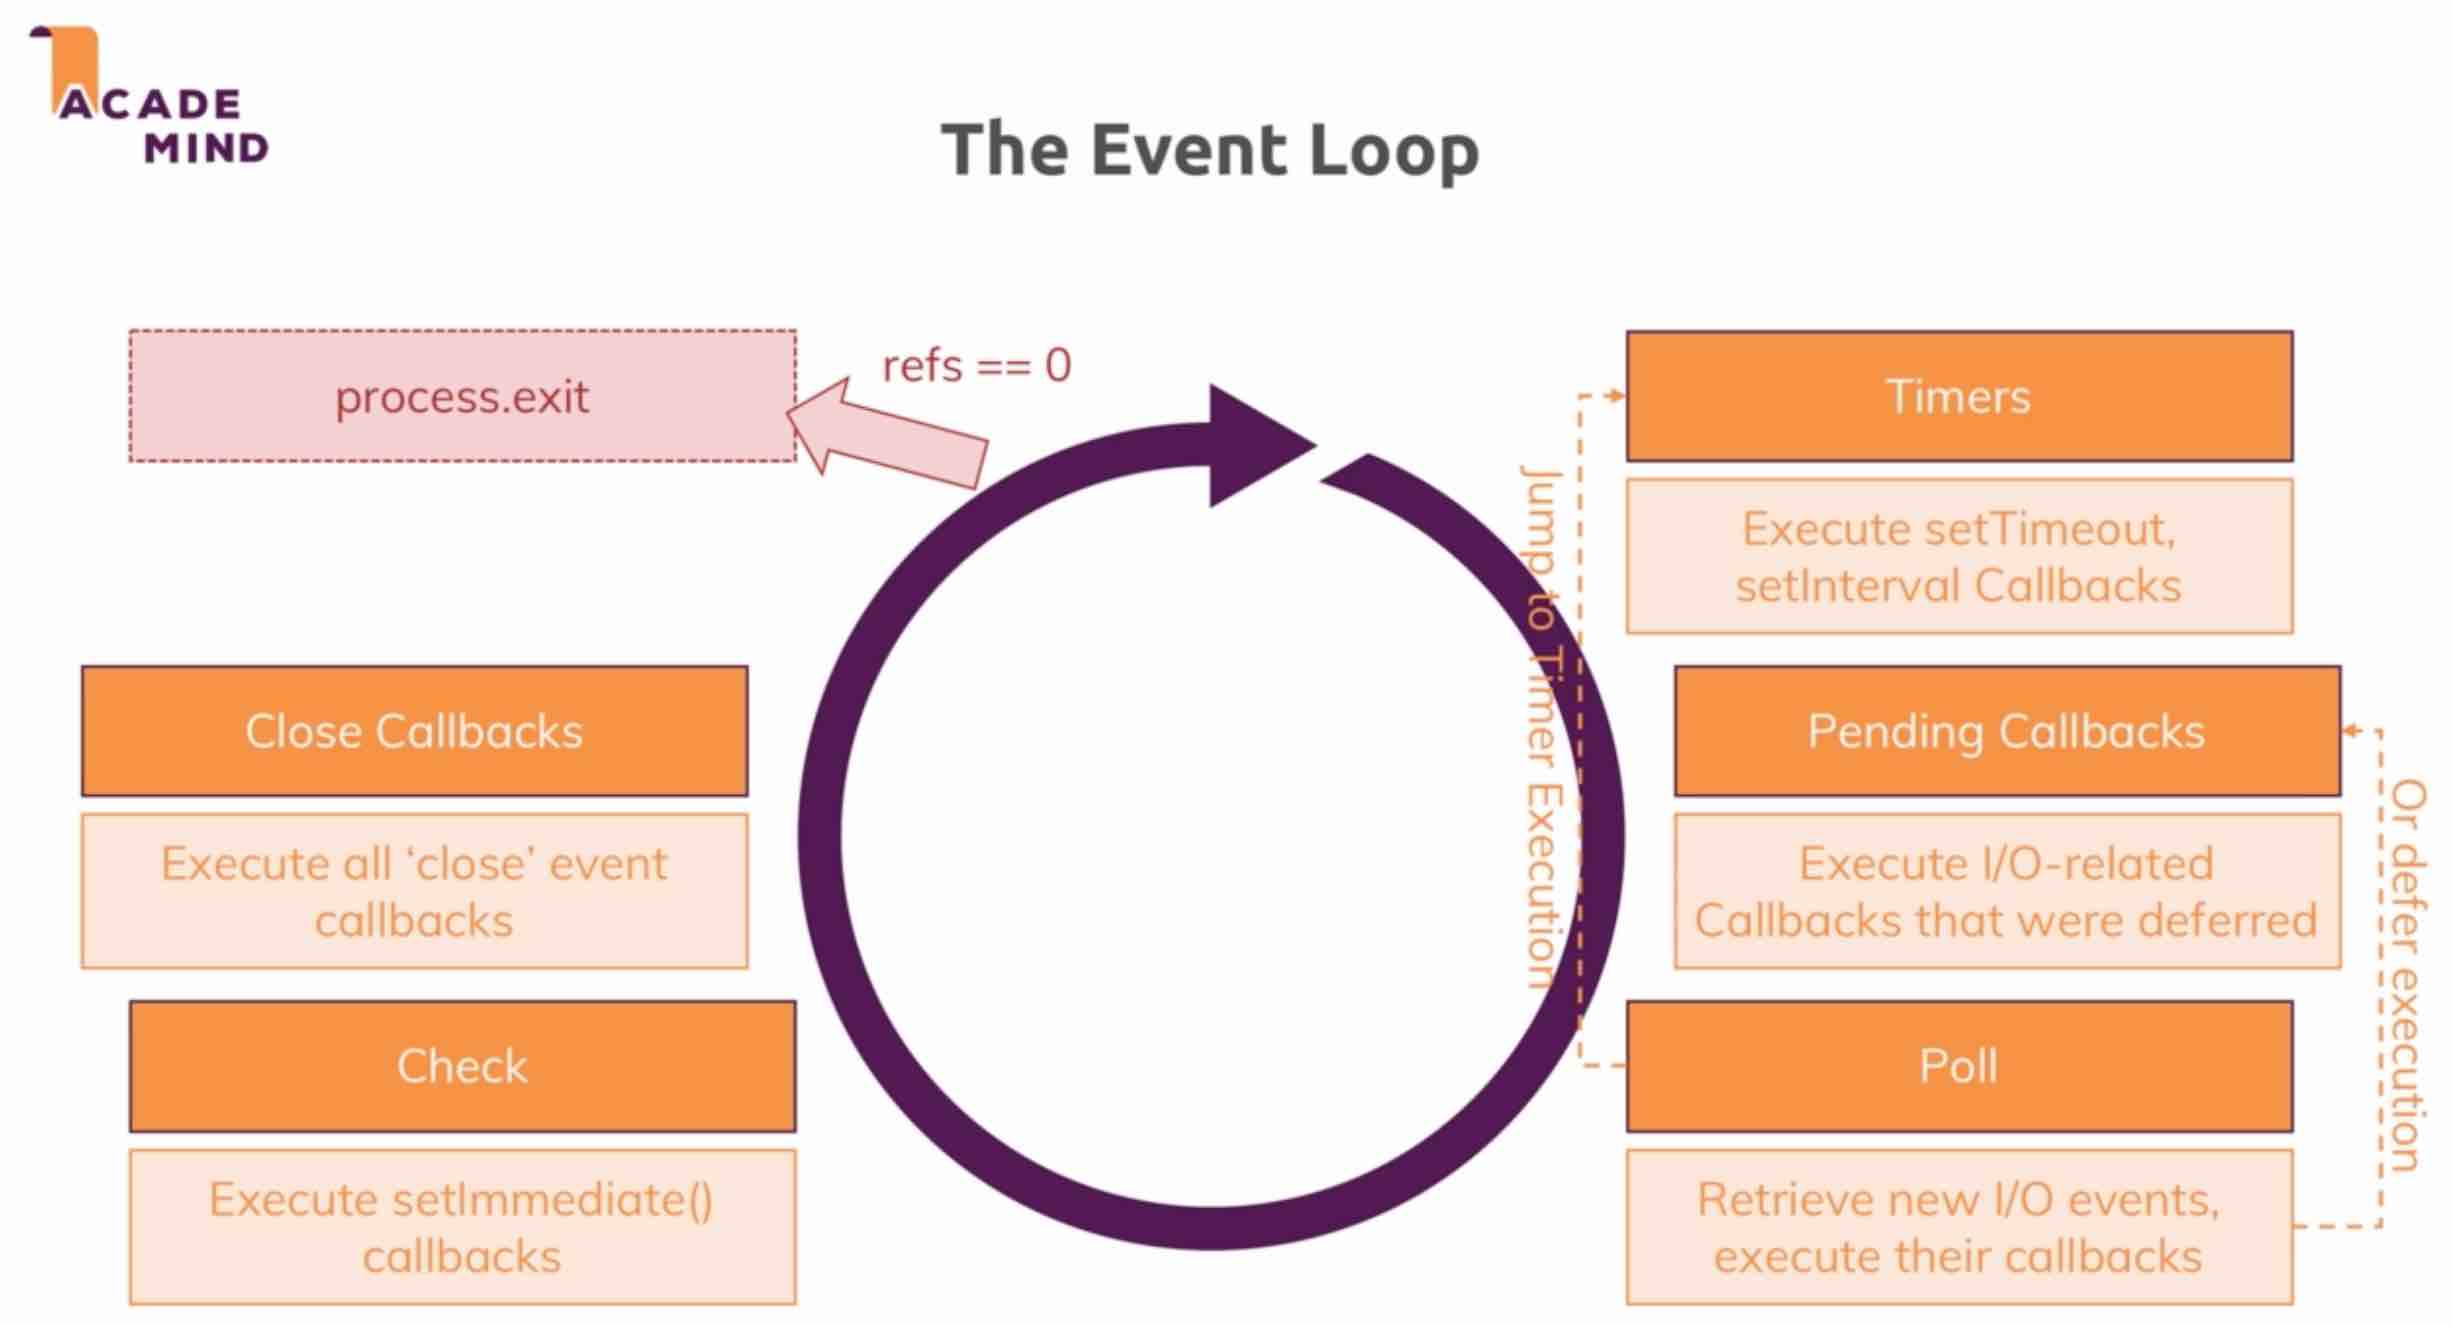 ACADE
MIND
The Event Loop
process.exit
refs == 0
Timers
Execute setTimeout,
setInterval Callbacks
Jump to Timer Execution
Close Callbacks
Execute all ‘close’ event
callbacks
Pending Callbacks
Execute I/O-related
Callbacks that were deferred
Or defer execution
Check
Execute setImmediate()
callbacks
Poll
Retrieve new I/O events,
execute their callbacks